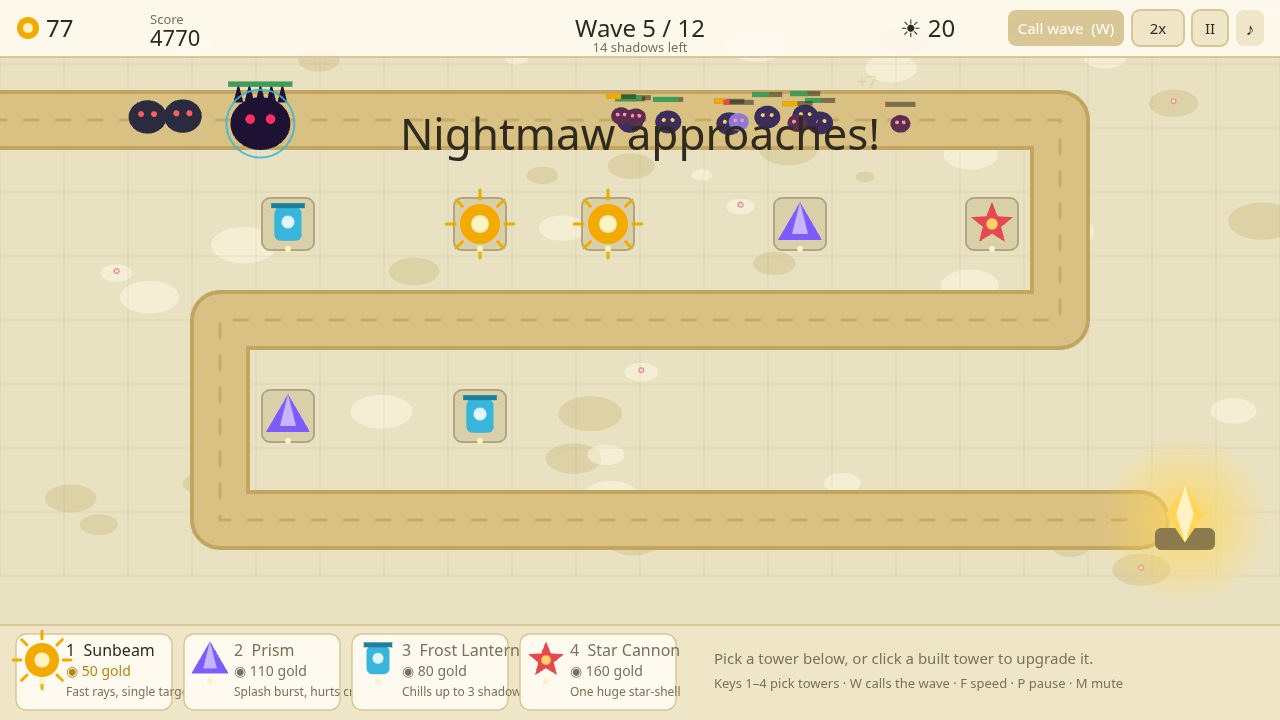 77
Score
4770
Wave 5 / 12
14 shadows left
☀ 20
Call wave (W)
2x
II
♪
+7
Nightmaw approaches!
1 Sunbeam
◉ 50 gold
Fast rays, single targe
2 Prism
◉ 110 gold
Splash burst, hurts cr
3 Frost Lantern
◉ 80 gold
Chills up to 3 shadow
4 Star Cannon
◉ 160 gold
One huge star-shell
Pick a tower below, or click a built tower to upgrade it.
Keys 1–4 pick towers · W calls the wave · F speed · P pause · M mute